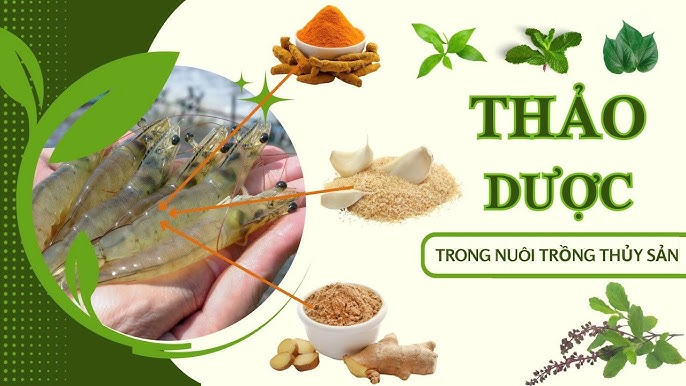 THẢO
DƯỢC
TRONG NUÔI TRỒNG THỦY SẢN